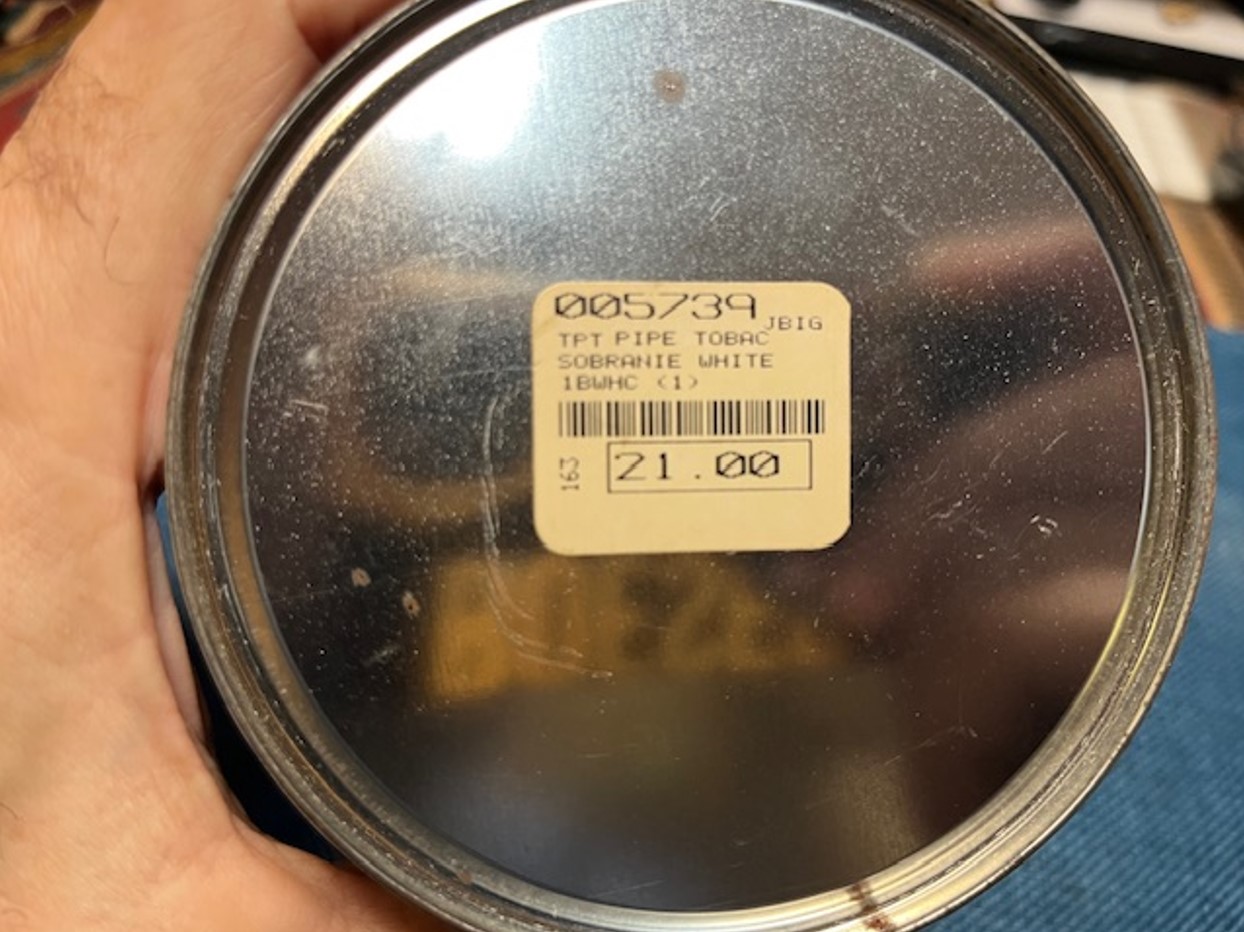 005739
JBIG
TPT PIPE TOBAC
SOBRANIE WHITE
1BWHC (1)
163
21.00